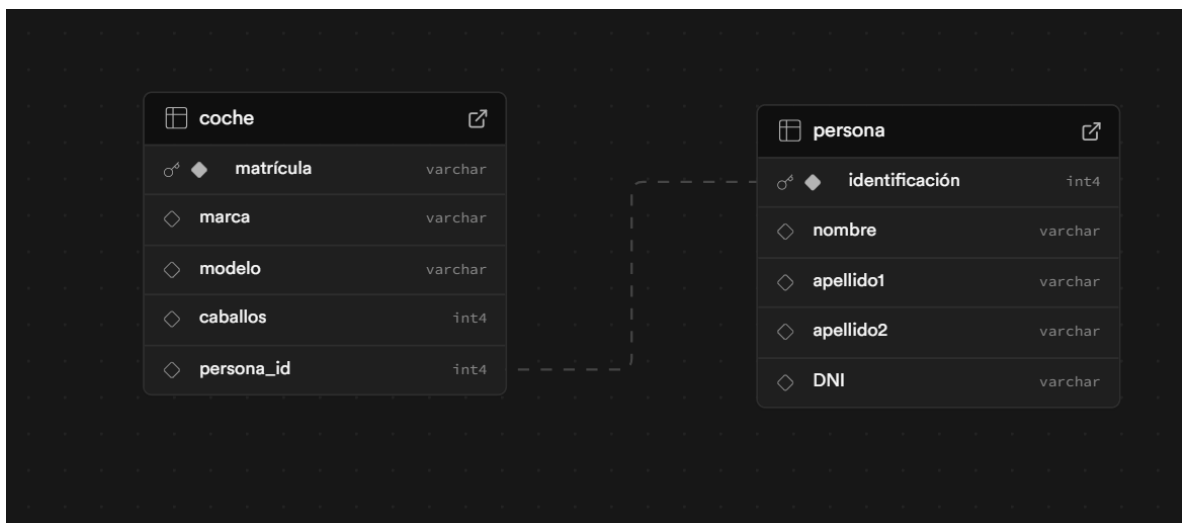 coche
matrícula varchar
marca varchar
modelo varchar
caballos int4
persona_id int4
persona
identificación int4
nombre varchar
apellido1 varchar
apellido2 varchar
DNI varchar